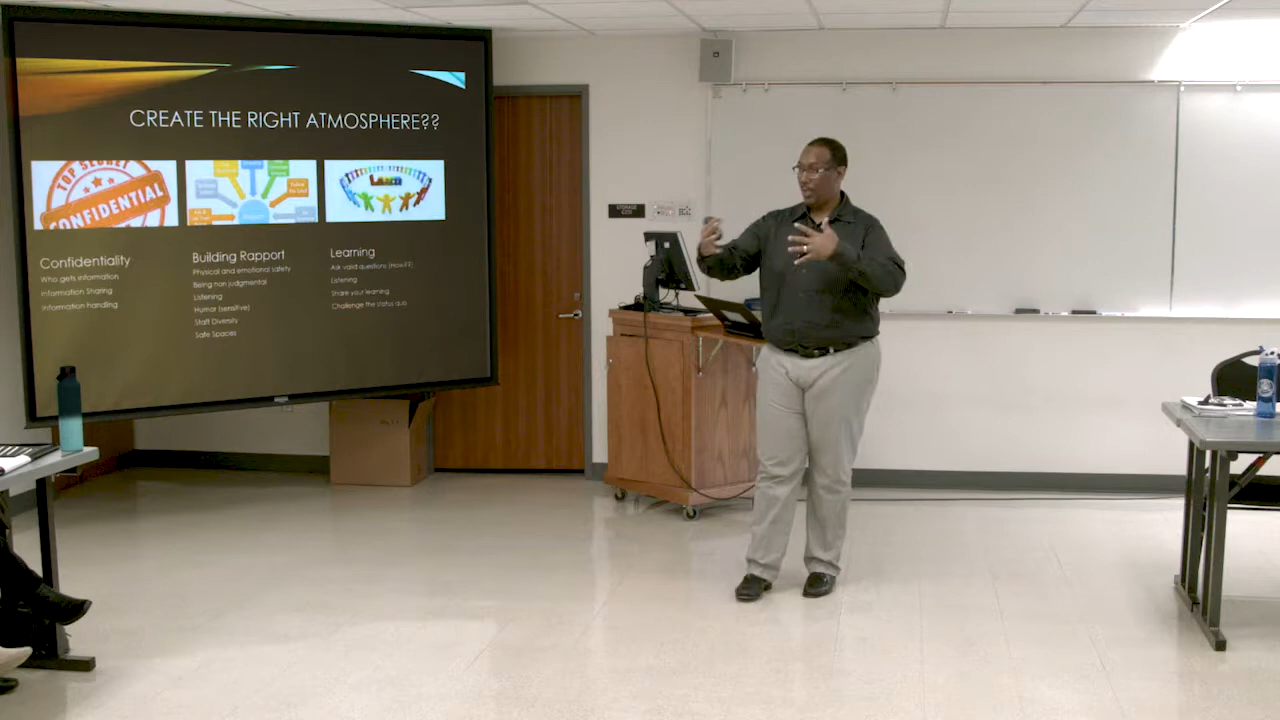 CREATE THE RIGHT ATMOSPHERE??
TOP SECRET
CONFIDENTIAL
Learn
Confidentiality
Who gets information
Information Sharing
Information handling
Building Rapport
Physical and emotional safety
Being non judgmental
Listening
Humor (sensitive)
Staff Diversity
Safe Spaces
Learning
Ask valid questions (How??)
Listening
Share your learning
Challenge the status quo
STORAGE